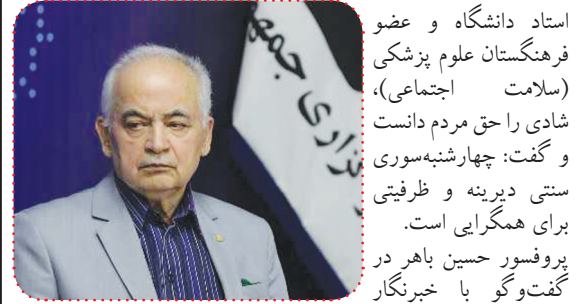 استاد دانشگاه و عضو
فرهنگستان علوم پزشکی
(سلامت اجتماعی)،
شادی را حق مردم دانست
و گفت: چهارشنبه‌سوری
سنتی دیرینه و ظرفیتی
برای همگرایی است.
پروفسور حسین باهر در
گفت‌وگو با خبرنگار